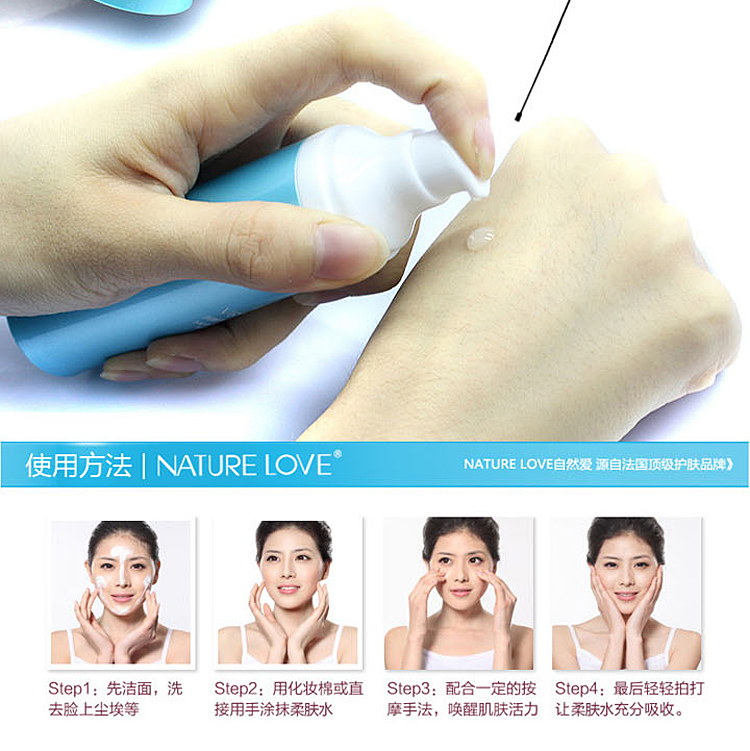 使用方法 | NATURE LOVE®
NATURE LOVE自然爱 源自法国顶级护肤品牌》
Step1：先洁面，洗
去脸上尘埃等
Step2：用化妆棉或直
接用手涂抹柔肤水
Step3：配合一定的按
摩手法，唤醒肌肤活力
Step4：最后轻轻拍打
让柔肤水充分吸收。